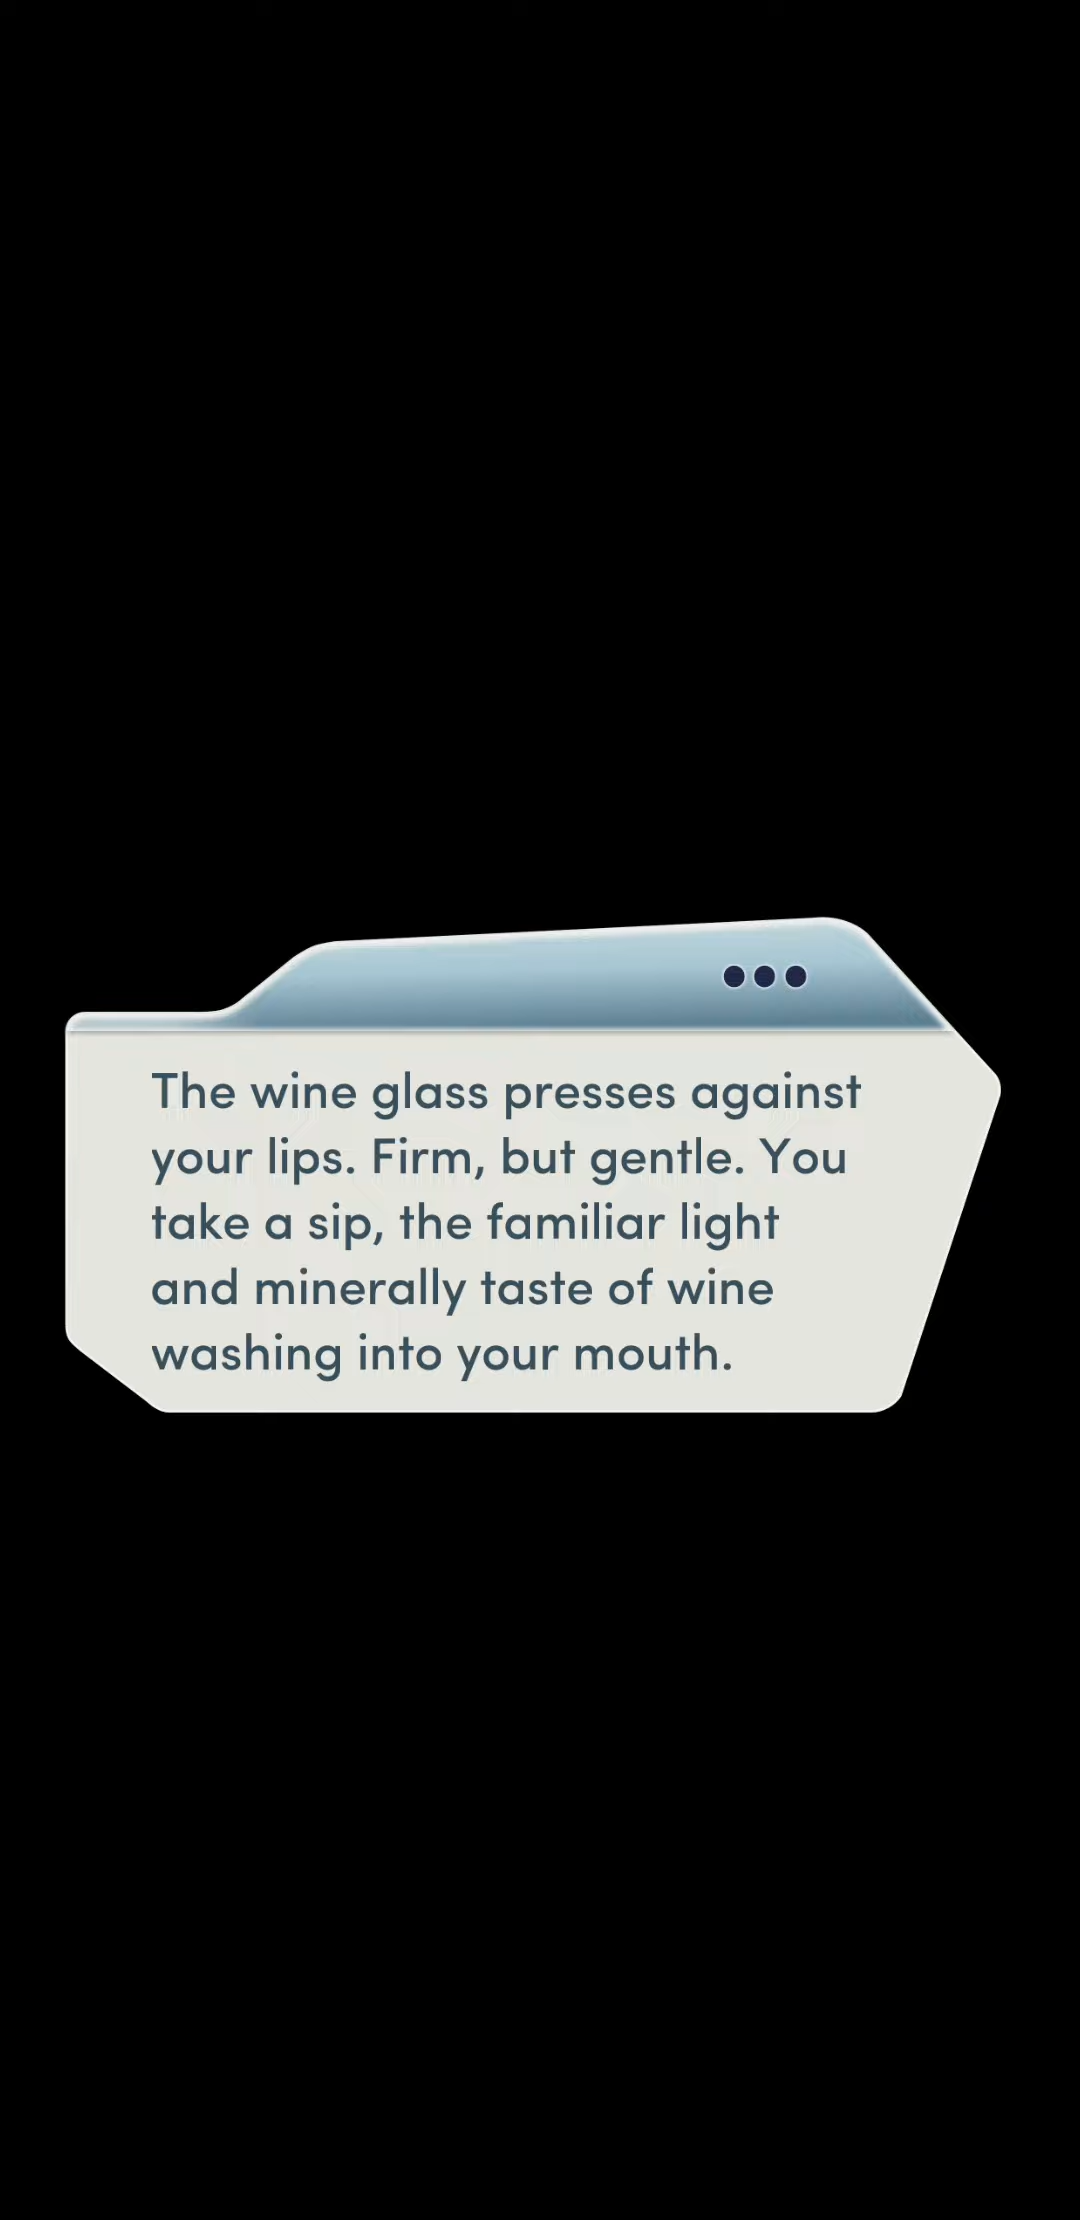 The wine glass presses against
your lips. Firm, but gentle. You
take a sip, the familiar light
and minerally taste of wine
washing into your mouth.